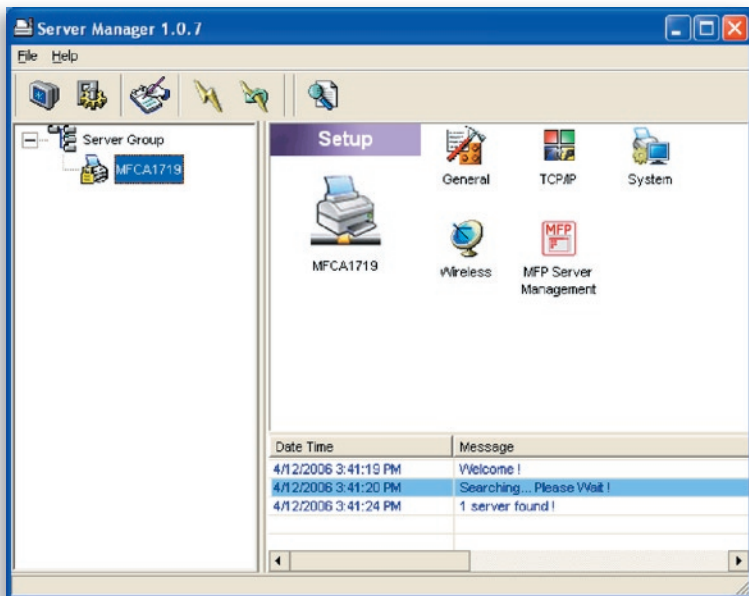 Server Manager 1.0.7
File Help
Server Group
MFCA1719
Setup
MFCA1719
General
TCP/IP
System
Wireless
MFP
MFP Server
Management
Date Time Message
4/12/2006 3:41:19 PM Welcome !
4/12/2006 3:41:20 PM Searching... Please Wait !
4/12/2006 3:41:24 PM 1 server found !